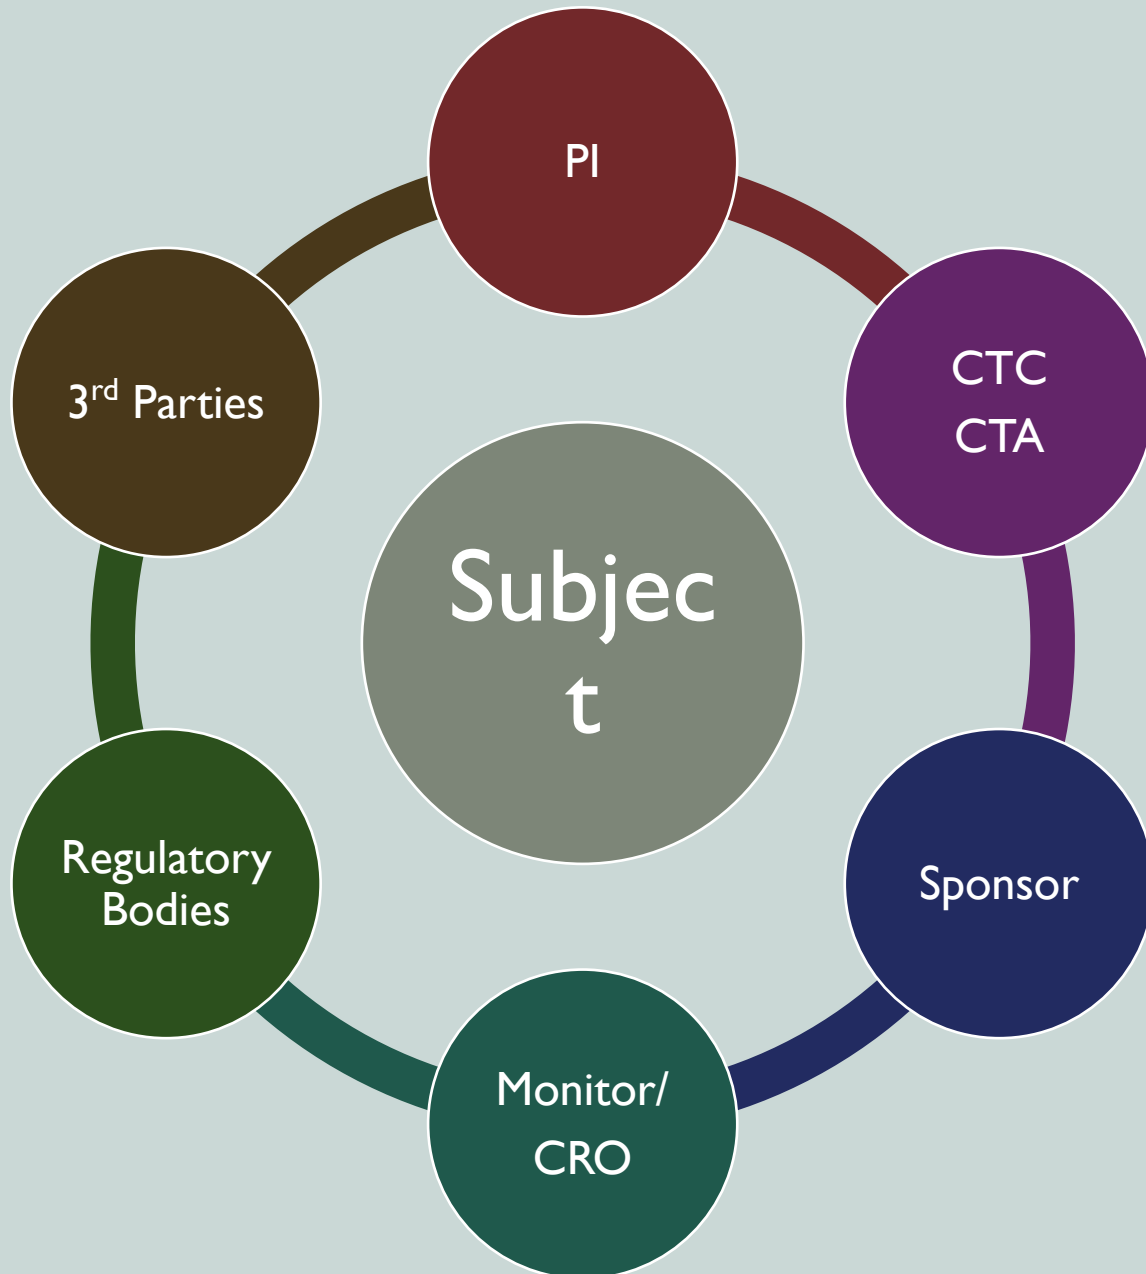 PI
CTC
CTA
3rd Parties
Subjec
t
Regulatory
Bodies
Sponsor
Monitor/
CRO